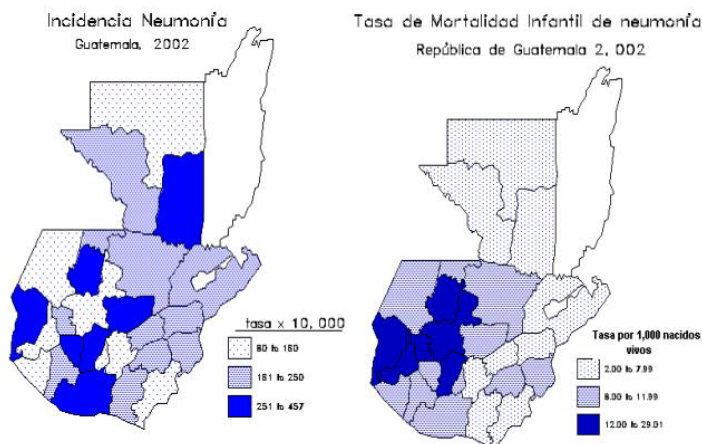 Incidencia Neumonía
Guatemala, 2002
tasa x 10,000
80 to 160
161 to 250
251 to 457
Tasa de Mortalidad Infantil de neumonía
República de Guatemala 2,002
Tasa por 1,000 nacidos
vivos
2.00 to 7.99
8.00 to 11.99
12.00 to 29.01